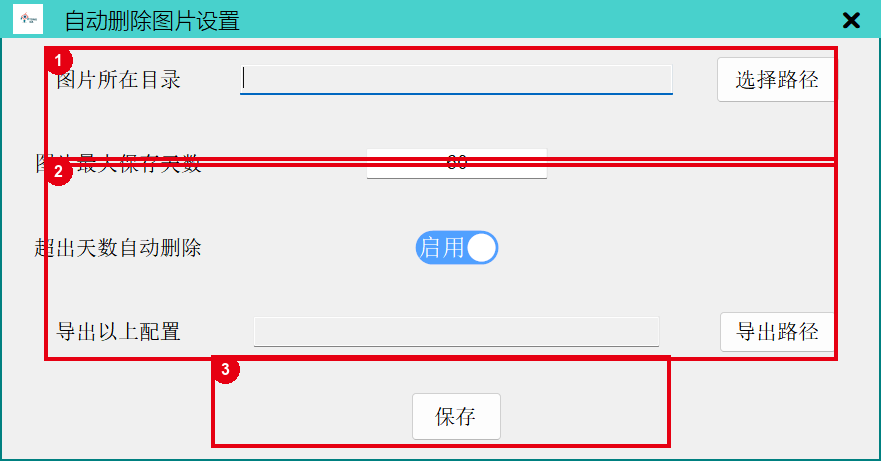 自动删除图片设置
1
图片所在目录 选择路径
图片最大保存天数 60
2
超出天数自动删除 启用
导出以上配置 导出路径
3
保存